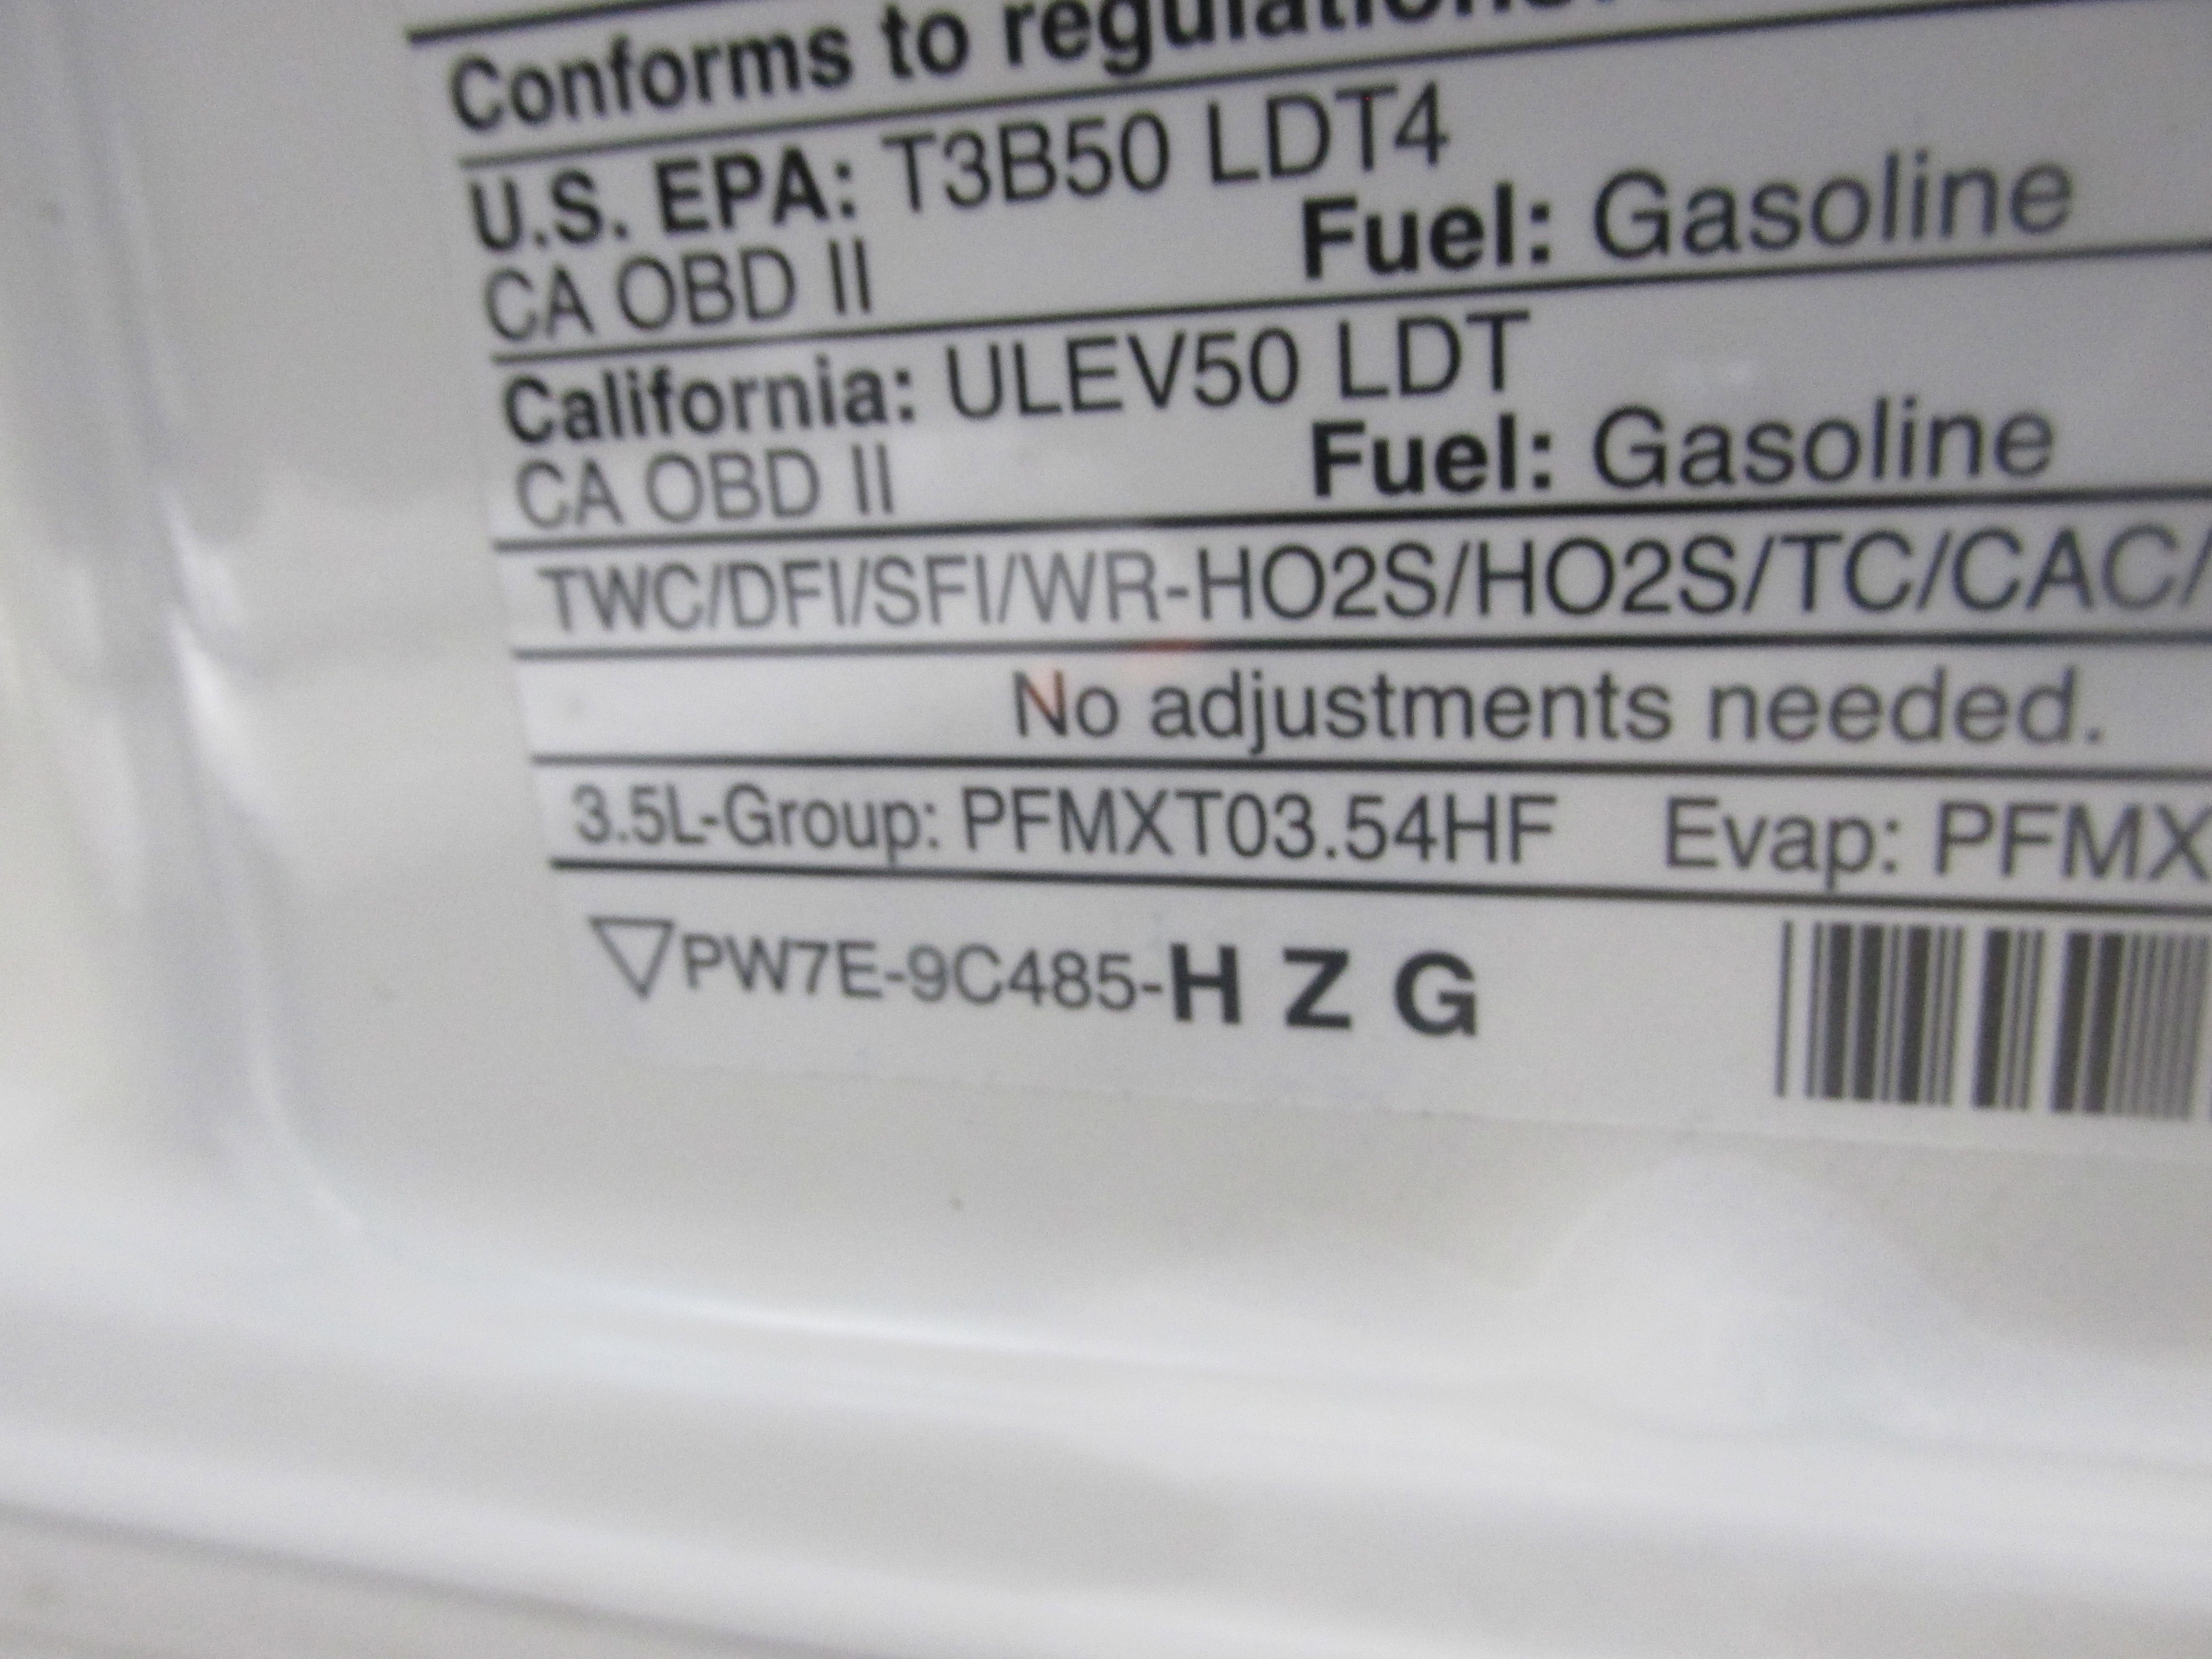 Conforms to regulations:
U.S. EPA: T3B50 LDT4
CA OBD II Fuel: Gasoline
California: ULEV50 LDT
CA OBD II Fuel: Gasoline
TWC/DFI/SFI/WR-HO2S/HO2S/TC/CAC/
No adjustments needed.
3.5L-Group: PFMXT03.54HF Evap: PFMX
PW7E-9C485-H Z G